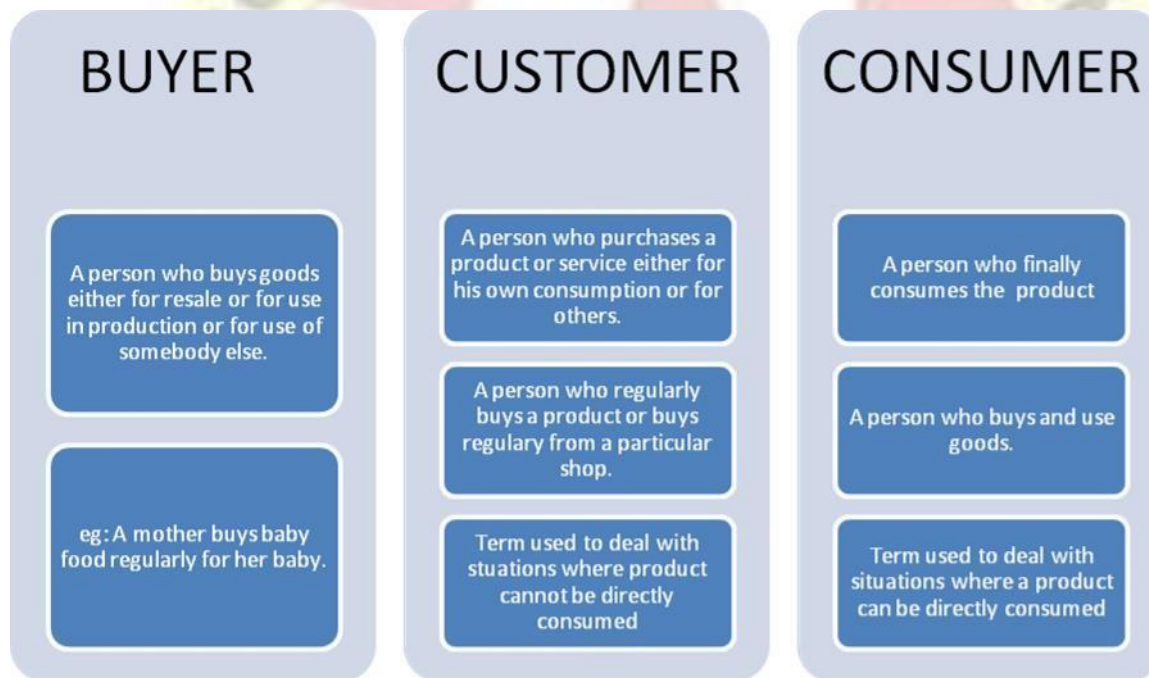 BUYER
A person who buys goods
either for resale or for use
in production or for use of
somebody else.
eg: A mother buys baby
food regularly for her baby.
CUSTOMER
A person who purchases a
product or service either for
his own consumption or for
others.
A person who regularly
buys a product or buys
regulary from a particular
shop.
Term used to deal with
stuations where product
cannot be directly
consumed
CONSUMER
A person who finally
consumes the product
A person who buys and use
goods.
Term used to deal with
situations where a product
can be directly consumed